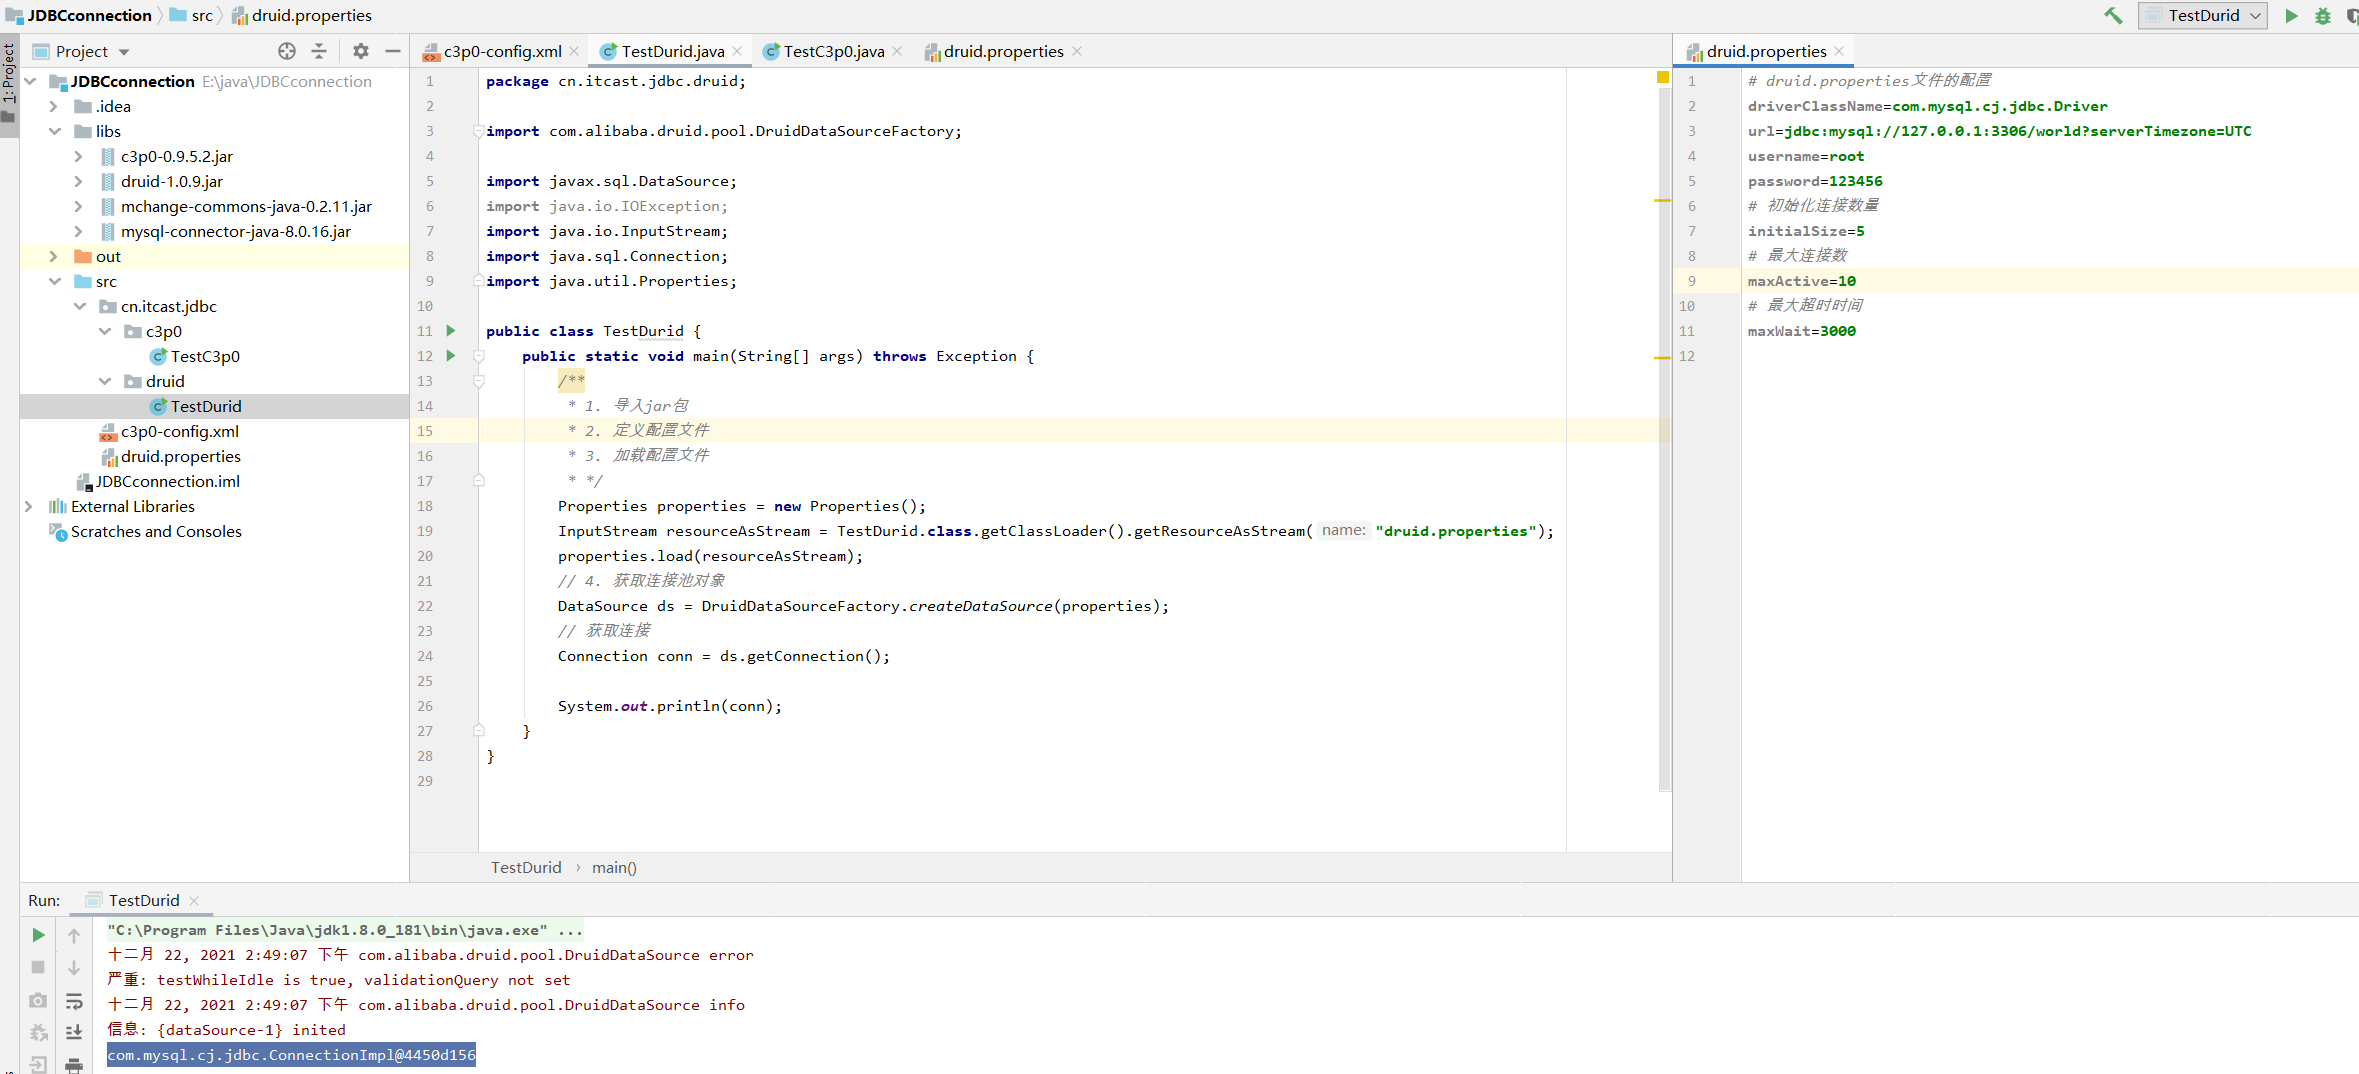 JDBCconnection src druid.properties
TestDurid
1: Project
Project
JDBCconnection E:\java\JDBCconnection
.idea
libs
c3p0-0.9.5.2.jar
druid-1.0.9.jar
mchange-commons-java-0.2.11.jar
mysql-connector-java-8.0.16.jar
out
src
cn.itcast.jdbc
c3p0
TestC3p0
druid
TestDurid
c3p0-config.xml
druid.properties
JDBCconnection.iml
External Libraries
Scratches and Consoles
c3p0-config.xml TestDurid.java TestC3p0.java druid.properties
1 package cn.itcast.jdbc.druid;
2
3 import com.alibaba.druid.pool.DruidDataSourceFactory;
4
5 import javax.sql.DataSource;
6 import java.io.IOException;
7 import java.io.InputStream;
8 import java.sql.Connection;
9 import java.util.Properties;
10
11 public class TestDurid {
12 public static void main(String[] args) throws Exception {
13 /**
14 * 1. 导入jar包
15 * 2. 定义配置文件
16 * 3. 加载配置文件
17 * */
18 Properties properties = new Properties();
19 InputStream resourceAsStream = TestDurid.class.getClassLoader().getResourceAsStream( name: "druid.properties");
20 properties.load(resourceAsStream);
21 // 4. 获取连接池对象
22 DataSource ds = DruidDataSourceFactory.createDataSource(properties);
23 // 获取连接
24 Connection conn = ds.getConnection();
25
26 System.out.println(conn);
27 }
28 }
29
TestDurid › main()
druid.properties
1 # druid.properties文件的配置
2 driverClassName=com.mysql.cj.jdbc.Driver
3 url=jdbc:mysql://127.0.0.1:3306/world?serverTimezone=UTC
4 username=root
5 password=123456
6 # 初始化连接数量
7 initialSize=5
8 # 最大连接数
9 maxActive=10
10 # 最大超时时间
11 maxWait=3000
12
Run: TestDurid
"C:\Program Files\Java\jdk1.8.0_181\bin\java.exe" ...
十二月 22, 2021 2:49:07 下午 com.alibaba.druid.pool.DruidDataSource error
严重: testWhileIdle is true, validationQuery not set
十二月 22, 2021 2:49:07 下午 com.alibaba.druid.pool.DruidDataSource info
信息: {dataSource-1} inited
com.mysql.cj.jdbc.ConnectionImpl@4450d156